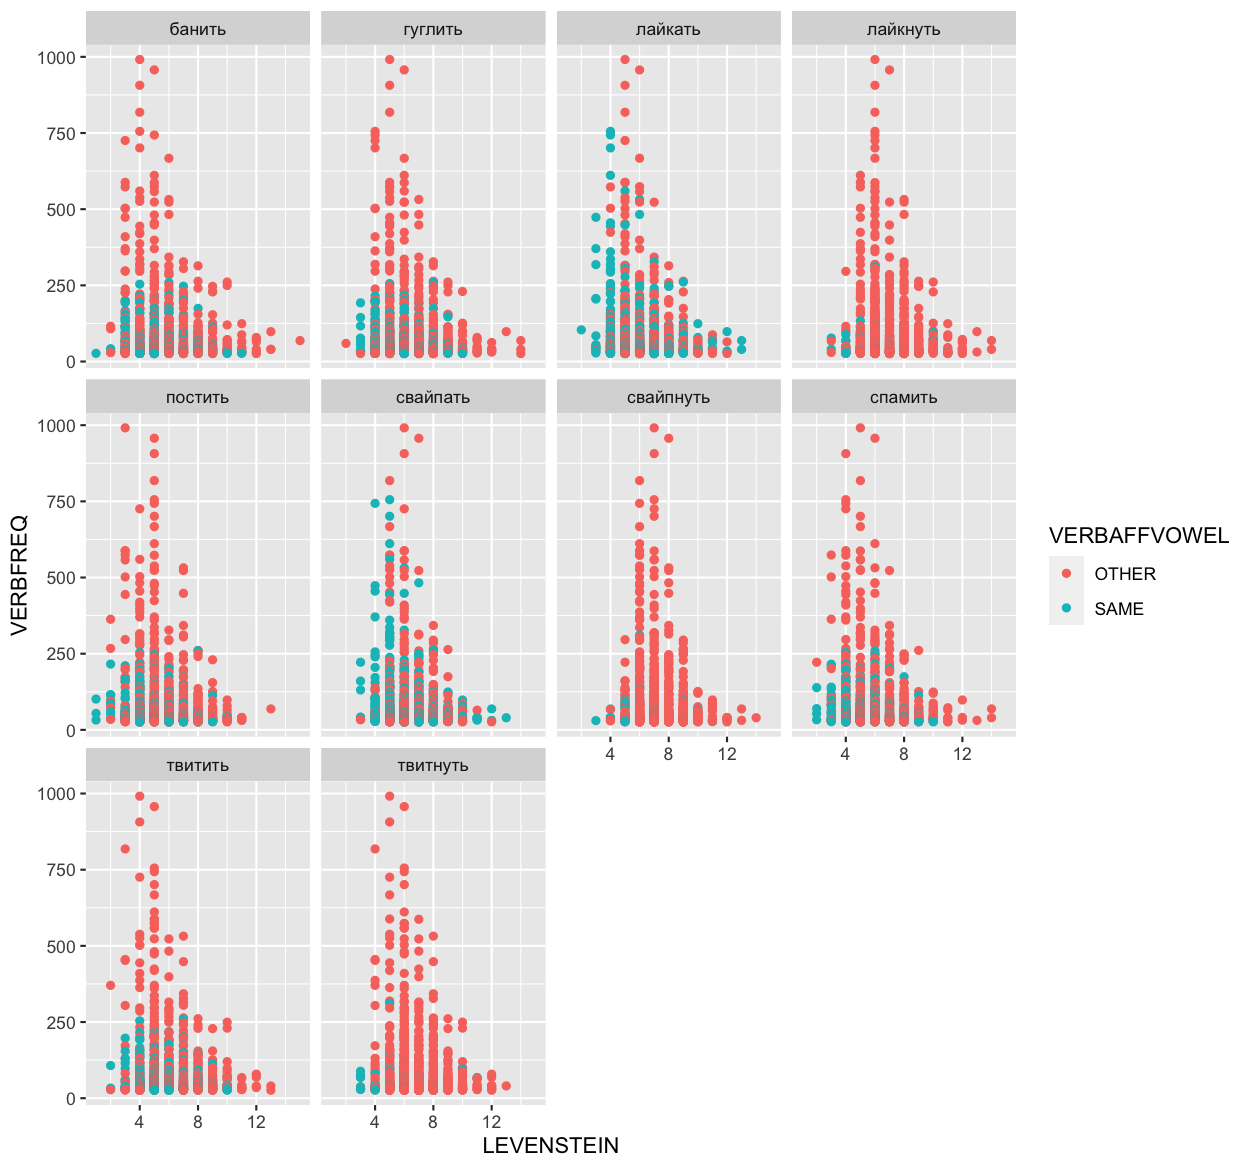 банить гуглить лайкать лайкнуть
1000
750
500
250
0
постить свайпать свайпнуть спамить
1000
750
500
250
0
4 8 12 4 8 12
твитить твитнуть
1000
750
500
250
0
4 8 12 4 8 12
LEVENSTEIN
VERBFREQ
VERBAFFVOWEL
OTHER
SAME